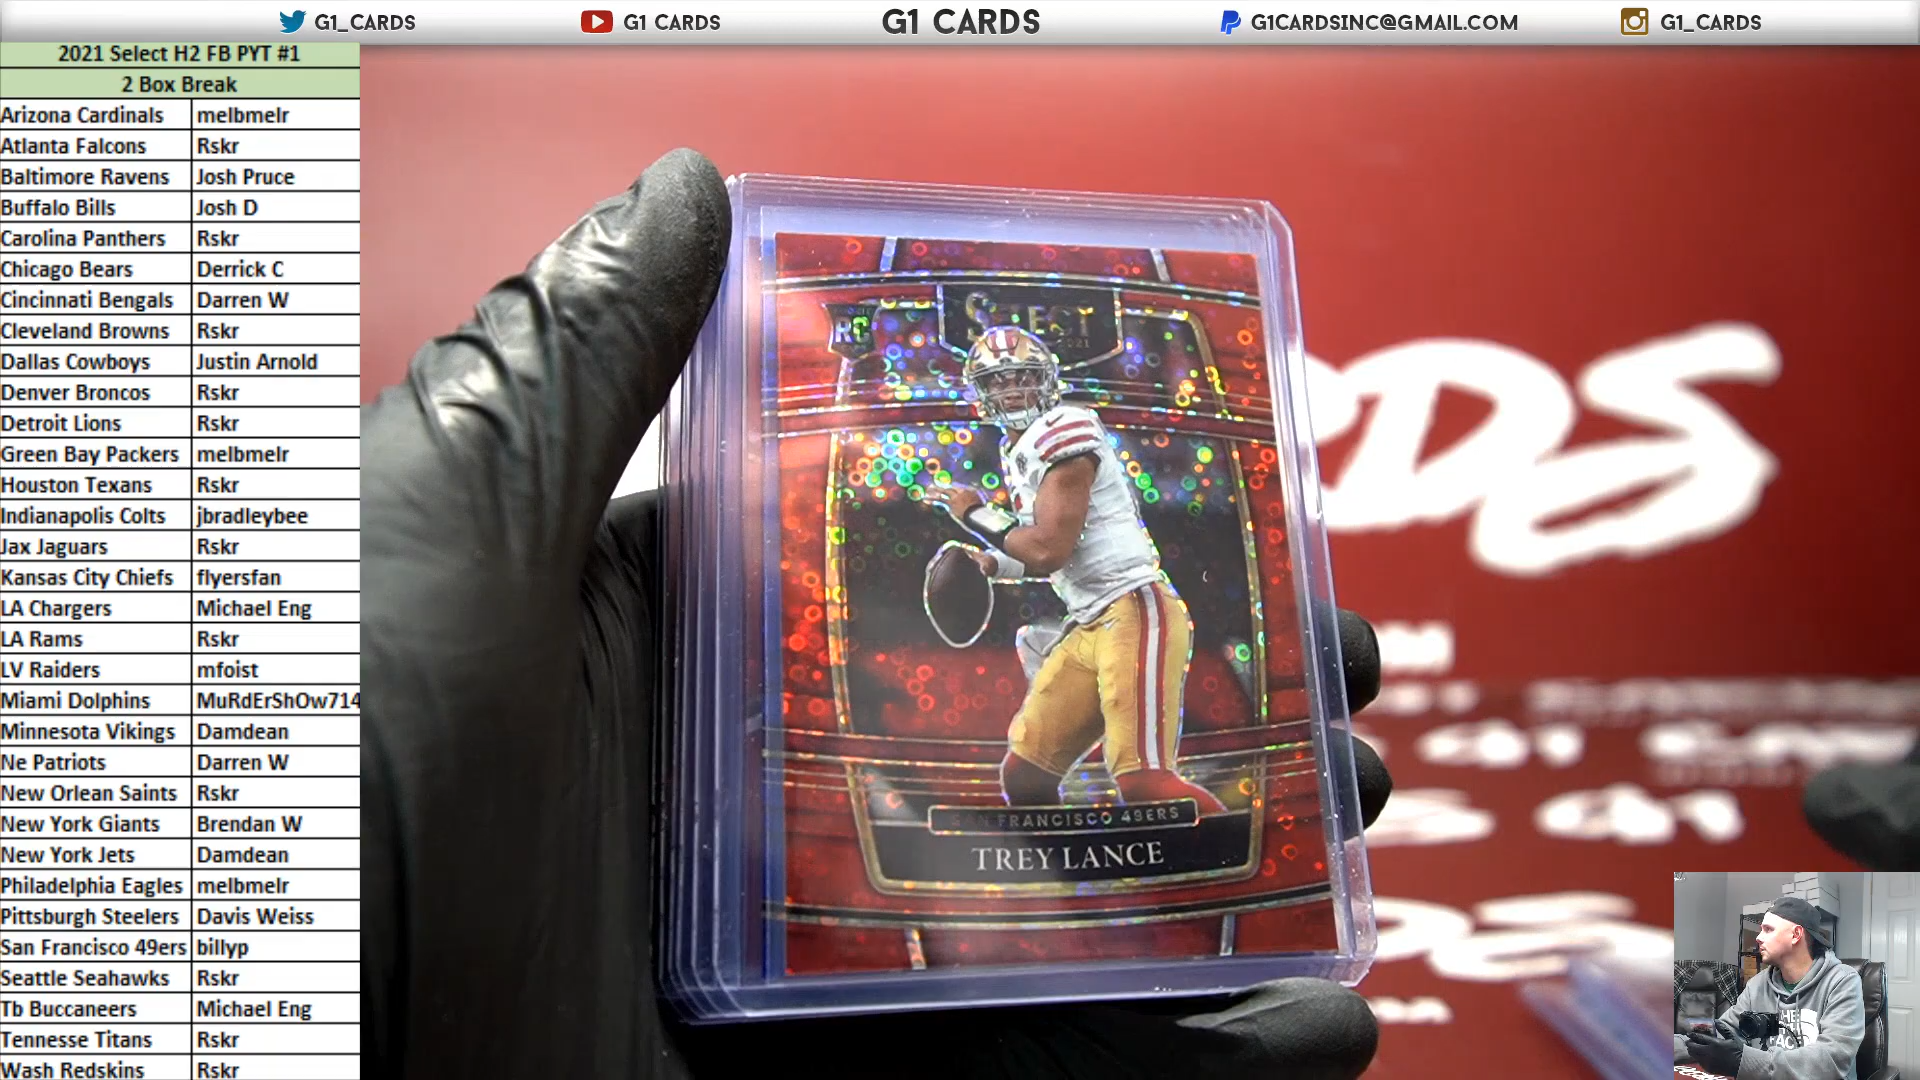 G1_CARDS
G1 CARDS
G1 CARDS
G1CARDSINC@GMAIL.COM
G1_CARDS
2021 Select H2 FB PYT #1
2 Box Break
Arizona Cardinals melbmelr
Atlanta Falcons Rskr
Baltimore Ravens Josh Pruce
Buffalo Bills Josh D
Carolina Panthers Rskr
Chicago Bears Derrick C
Cincinnati Bengals Darren W
Cleveland Browns Rskr
Dallas Cowboys Justin Arnold
Denver Broncos Rskr
Detroit Lions Rskr
Green Bay Packers melbmelr
Houston Texans Rskr
Indianapolis Colts jbradleybee
Jax Jaguars Rskr
Kansas City Chiefs flyersfan
LA Chargers Michael Eng
LA Rams Rskr
LV Raiders mfoist
Miami Dolphins MuRdErShOw714
Minnesota Vikings Damdean
Ne Patriots Darren W
New Orlean Saints Rskr
New York Giants Brendan W
New York Jets Damdean
Philadelphia Eagles melbmelr
Pittsburgh Steelers Davis Weiss
San Francisco 49ers billyp
Seattle Seahawks Rskr
Tb Buccaneers Michael Eng
Tennesse Titans Rskr
Wash Redskins Rskr
RC
SELECT
2021
SAN FRANCISCO 49ERS
TREY LANCE
RDS
THE
FACE